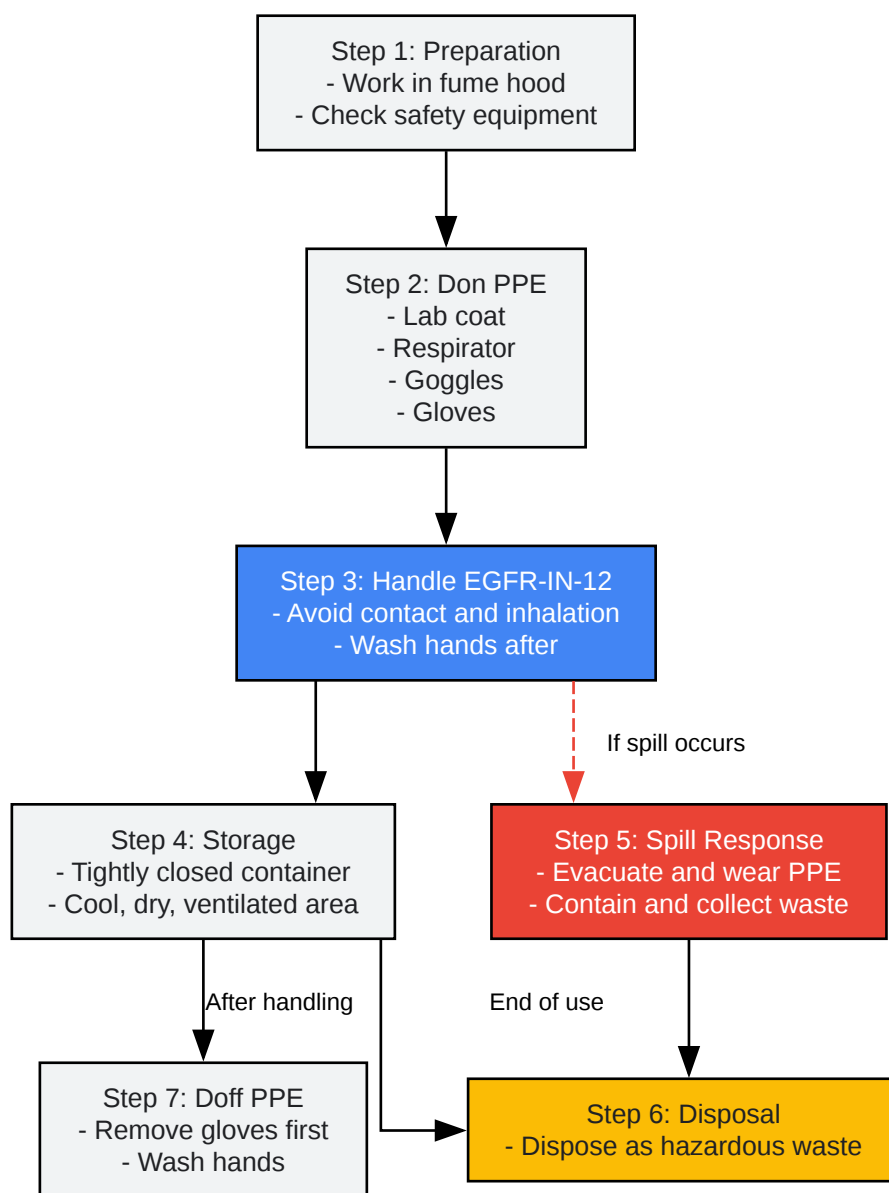 Step 1: Preparation
- Work in fume hood
- Check safety equipment
Step 2: Don PPE
- Lab coat
- Respirator
- Goggles
- Gloves
Step 3: Handle EGFR-IN-12
- Avoid contact and inhalation
- Wash hands after
If spill occurs
Step 4: Storage
- Tightly closed container
- Cool, dry, ventilated area
Step 5: Spill Response
- Evacuate and wear PPE
- Contain and collect waste
After handling
End of use
Step 7: Doff PPE
- Remove gloves first
- Wash hands
Step 6: Disposal
- Dispose as hazardous waste